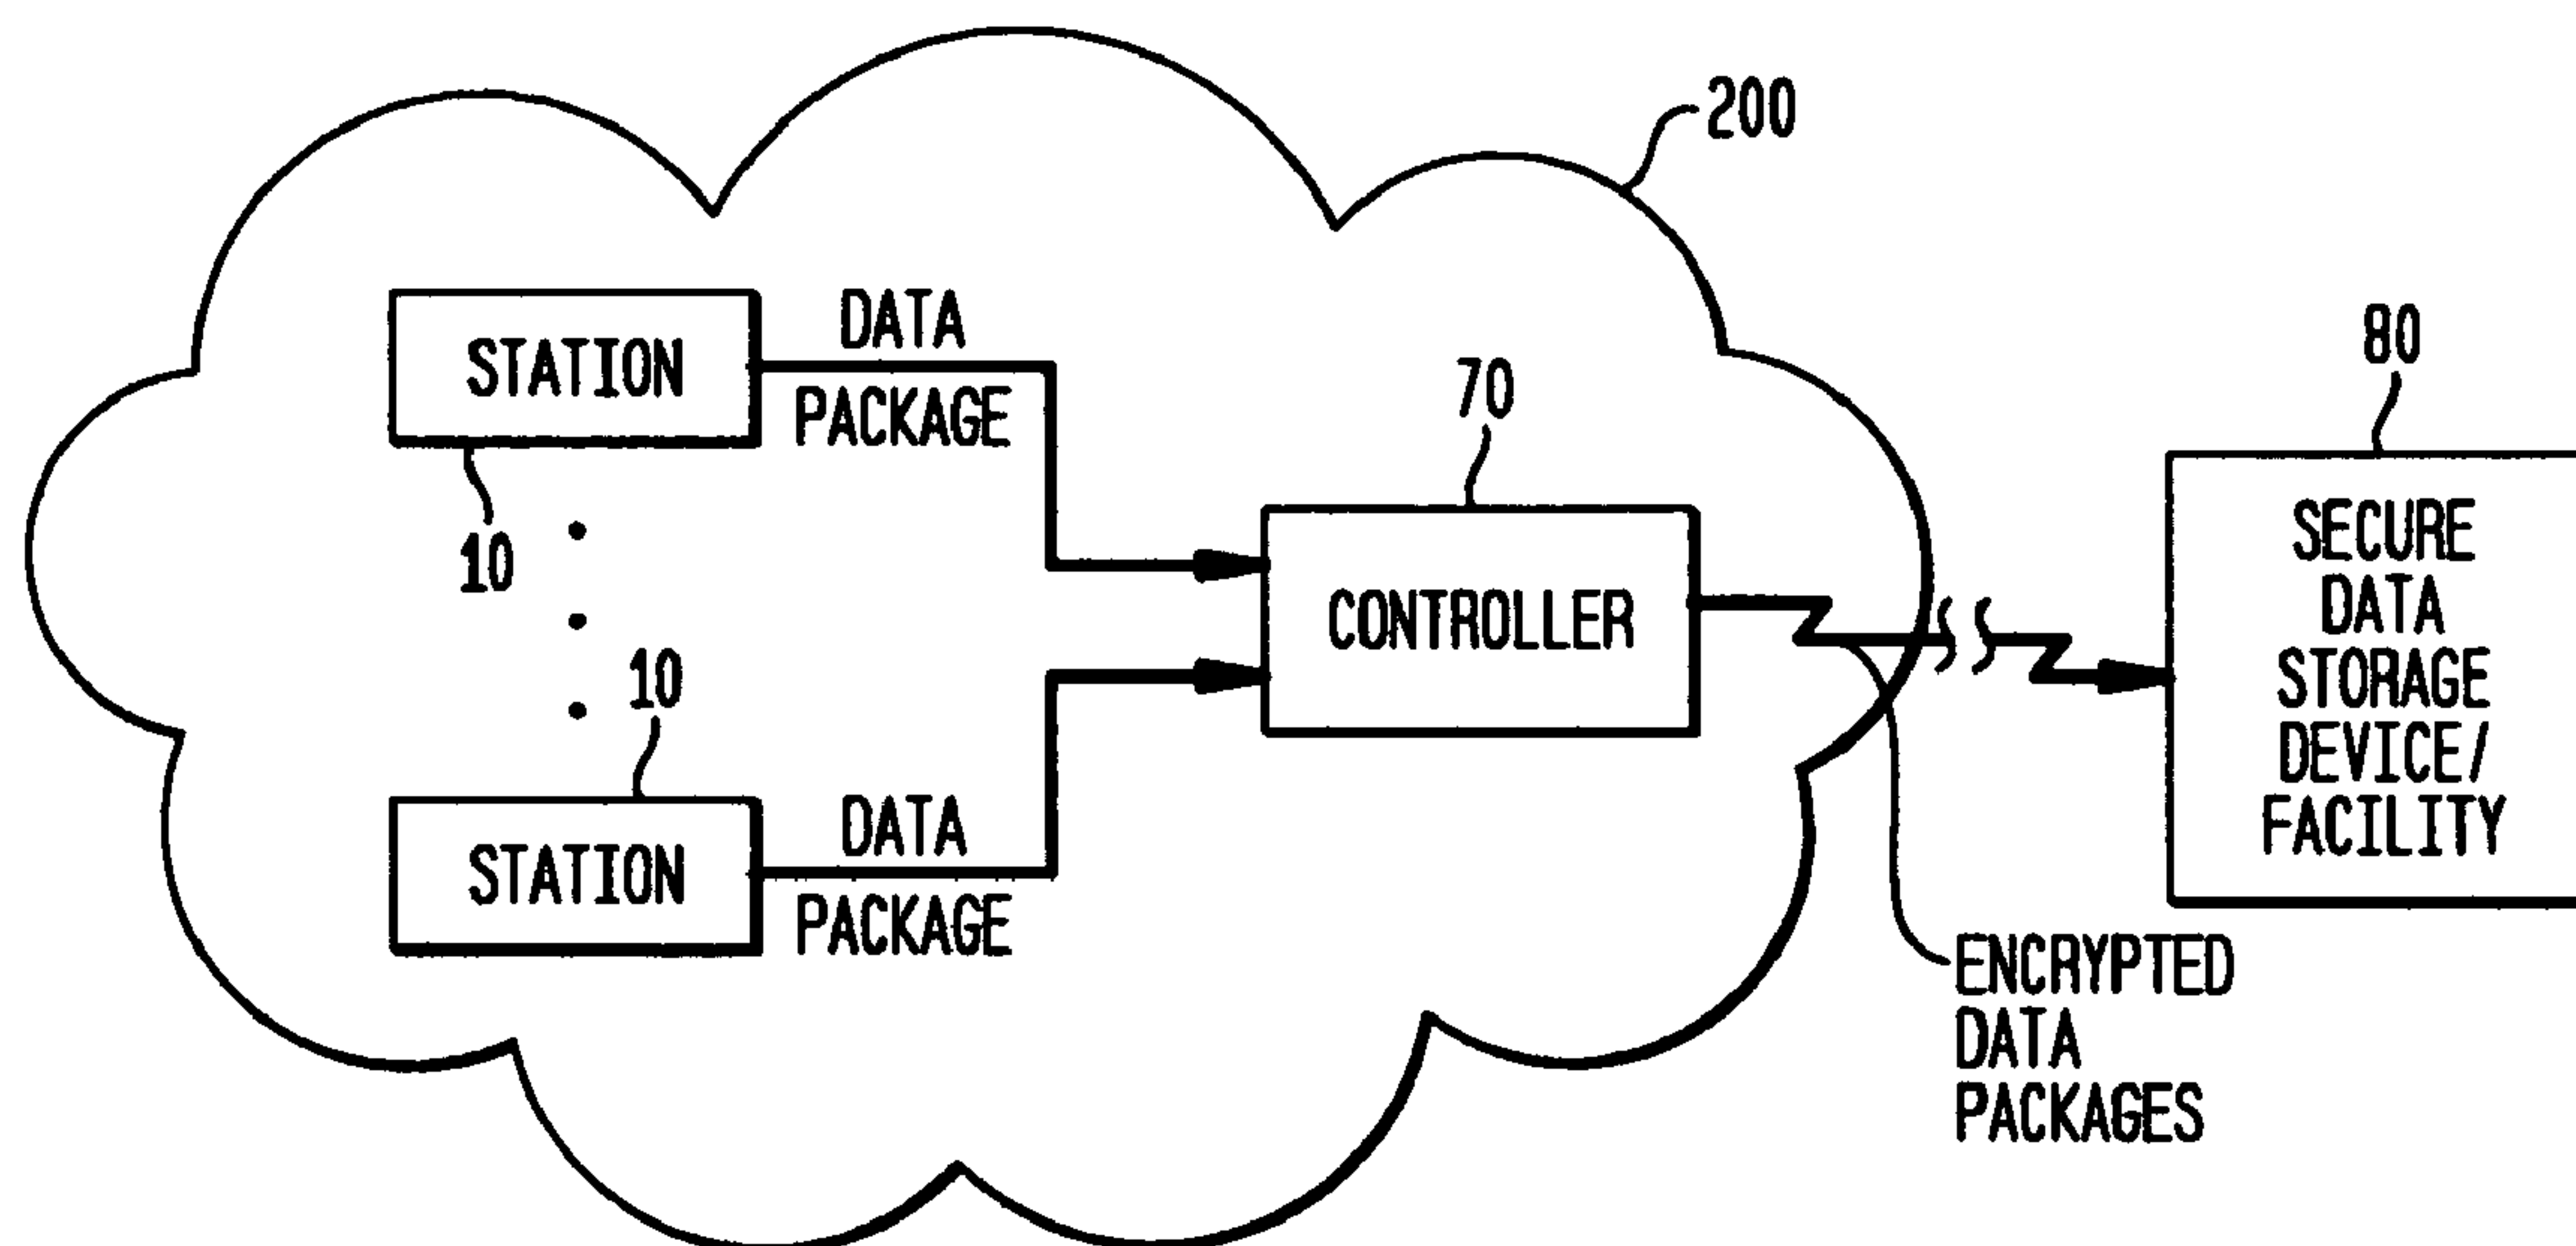 200
STATION
DATA
PACKAGE
10
70
80
CONTROLLER
SECURE
DATA
STORAGE
DEVICE/
FACILITY
10
STATION
DATA
PACKAGE
ENCRYPTED
DATA
PACKAGES